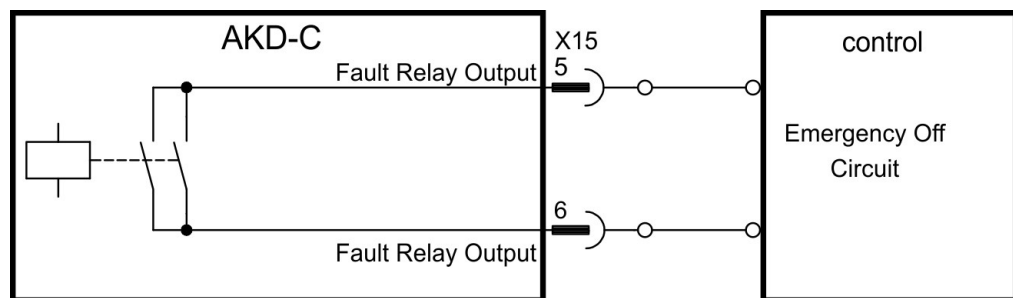 AKD-C
X15
control
Fault Relay Output
5
Emergency Off
Circuit
6
Fault Relay Output